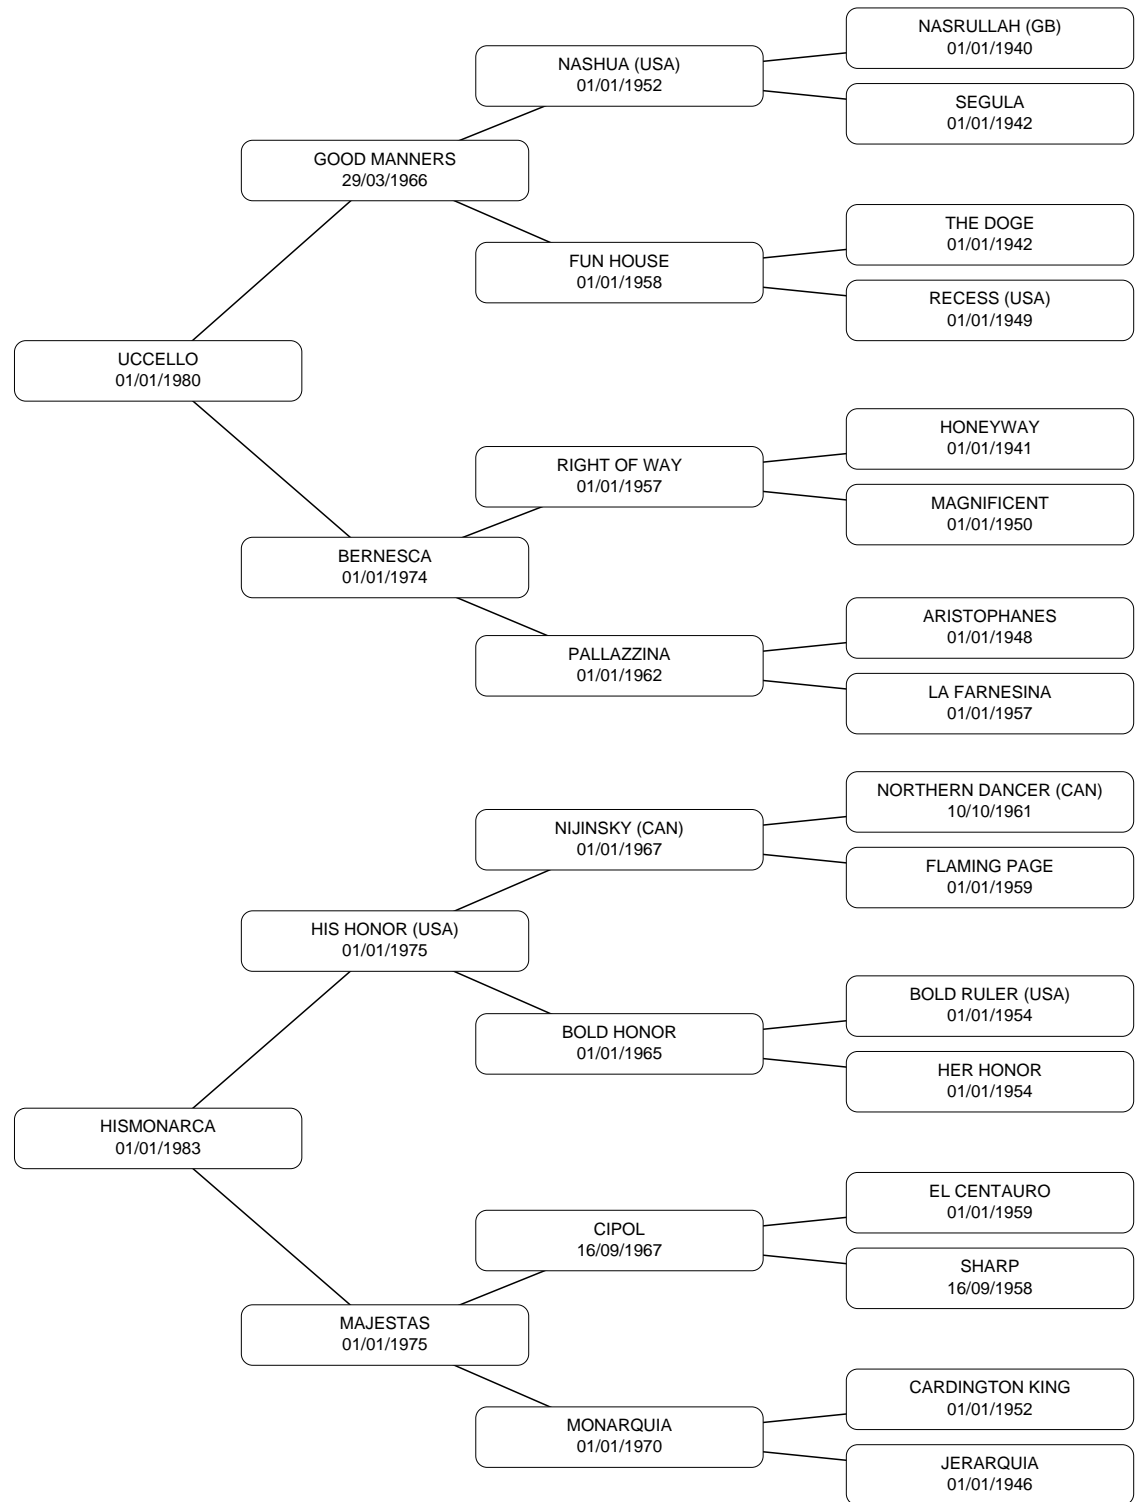 NASRULLAH (GB)
01/01/1940
NASHUA (USA)
01/01/1952
SEGULA
01/01/1942
GOOD MANNERS
29/03/1966
THE DOGE
01/01/1942
FUN HOUSE
01/01/1958
RECESS (USA)
01/01/1949
UCCELLO
01/01/1980
HONEYWAY
01/01/1941
RIGHT OF WAY
01/01/1957
MAGNIFICENT
01/01/1950
BERNESCA
01/01/1974
ARISTOPHANES
01/01/1948
PALLAZZINA
01/01/1962
LA FARNESINA
01/01/1957
NORTHERN DANCER (CAN)
10/10/1961
NIJINSKY (CAN)
01/01/1967
FLAMING PAGE
01/01/1959
HIS HONOR (USA)
01/01/1975
BOLD RULER (USA)
01/01/1954
BOLD HONOR
01/01/1965
HER HONOR
01/01/1954
HISMONARCA
01/01/1983
EL CENTAURO
01/01/1959
CIPOL
16/09/1967
SHARP
16/09/1958
MAJESTAS
01/01/1975
CARDINGTON KING
01/01/1952
MONARQUIA
01/01/1970
JERARQUIA
01/01/1946